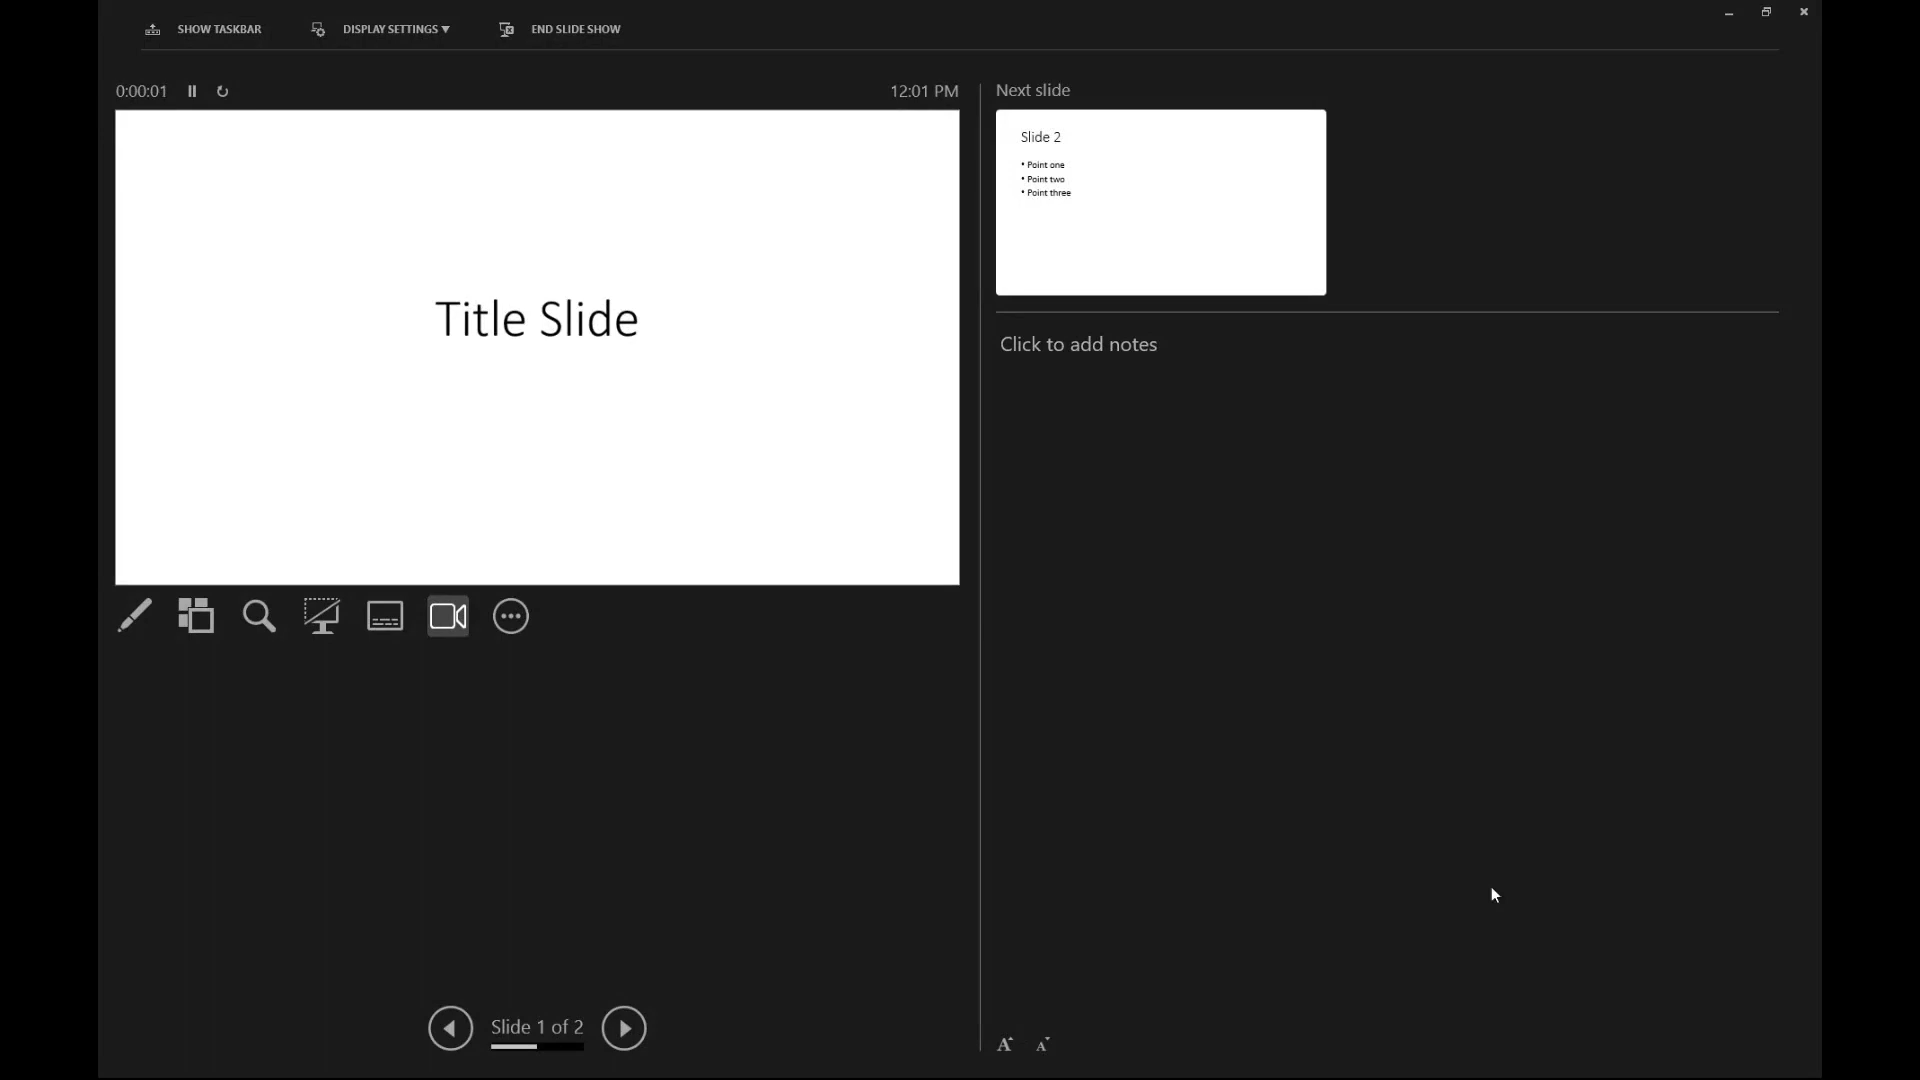 SHOW TASKBAR
DISPLAY SETTINGS ▼
END SLIDE SHOW
0:00:01
12:01 PM
Title Slide
Slide 1 of 2
Next slide
Slide 2
• Point one
• Point two
• Point three
Click to add notes
A A